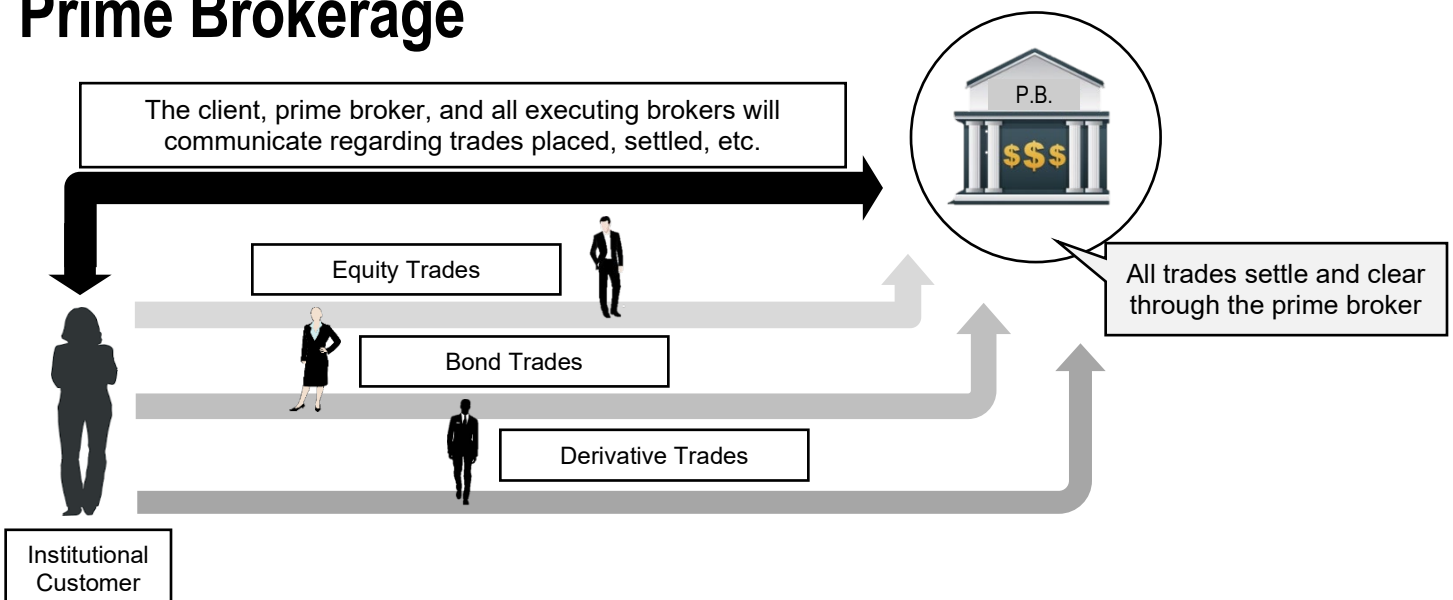 Prime Brokerage
The client, prime broker, and all executing brokers will
communicate regarding trades placed, settled, etc.
P.B.
$$$
Equity Trades
All trades settle and clear
through the prime broker
Bond Trades
Derivative Trades
Institutional
Customer